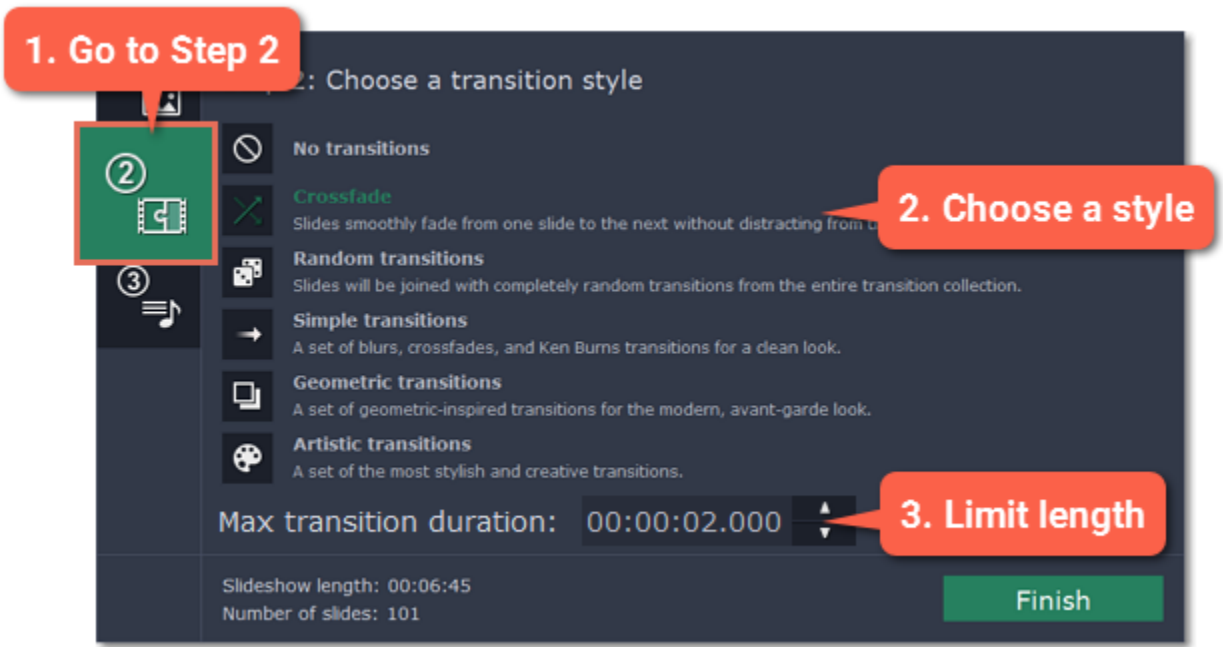 1. Go to Step 2
2: Choose a transition style
No transitions
2
Crossfade
2. Choose a style
Slides smoothly fade from one slide to the next without distracting from
Random transitions
3
Slides will be joined with completely random transitions from the entire transition collection.
Simple transitions
A set of blurs, crossfades, and Ken Burns transitions for a clean look.
Geometric transitions
A set of geometric-inspired transitions for the modern, avant-garde look.
Artistic transitions
A set of the most stylish and creative transitions.
Max transition duration: 00:00:02.000
3. Limit length
Slideshow length: 00:06:45
Number of slides: 101
Finish